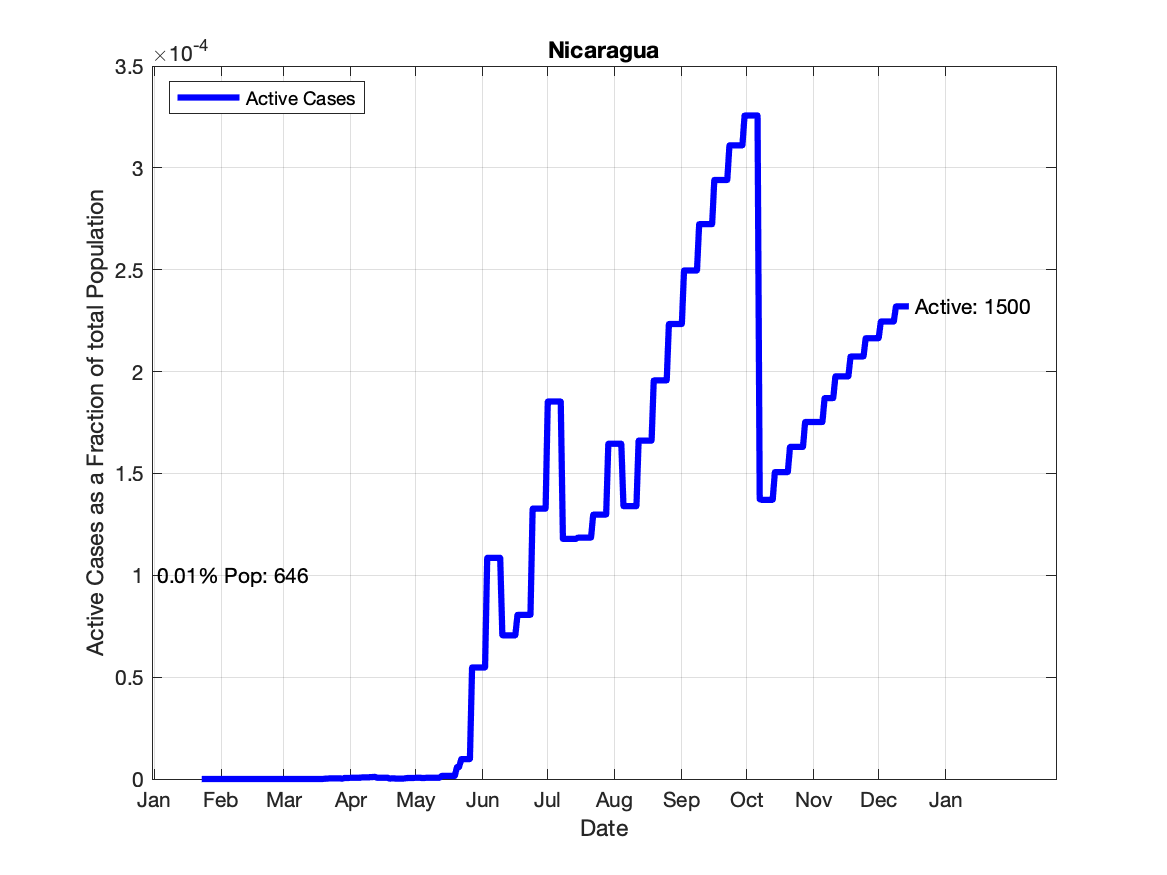 Nicaragua
×10-4
Active Cases
3.5
3
2.5
2
1.5
1
0.5
0
Active Cases as a Fraction of total Population
0.01% Pop: 646
Active: 1500
Jan Feb Mar Apr May Jun Jul Aug Sep Oct Nov Dec Jan
Date